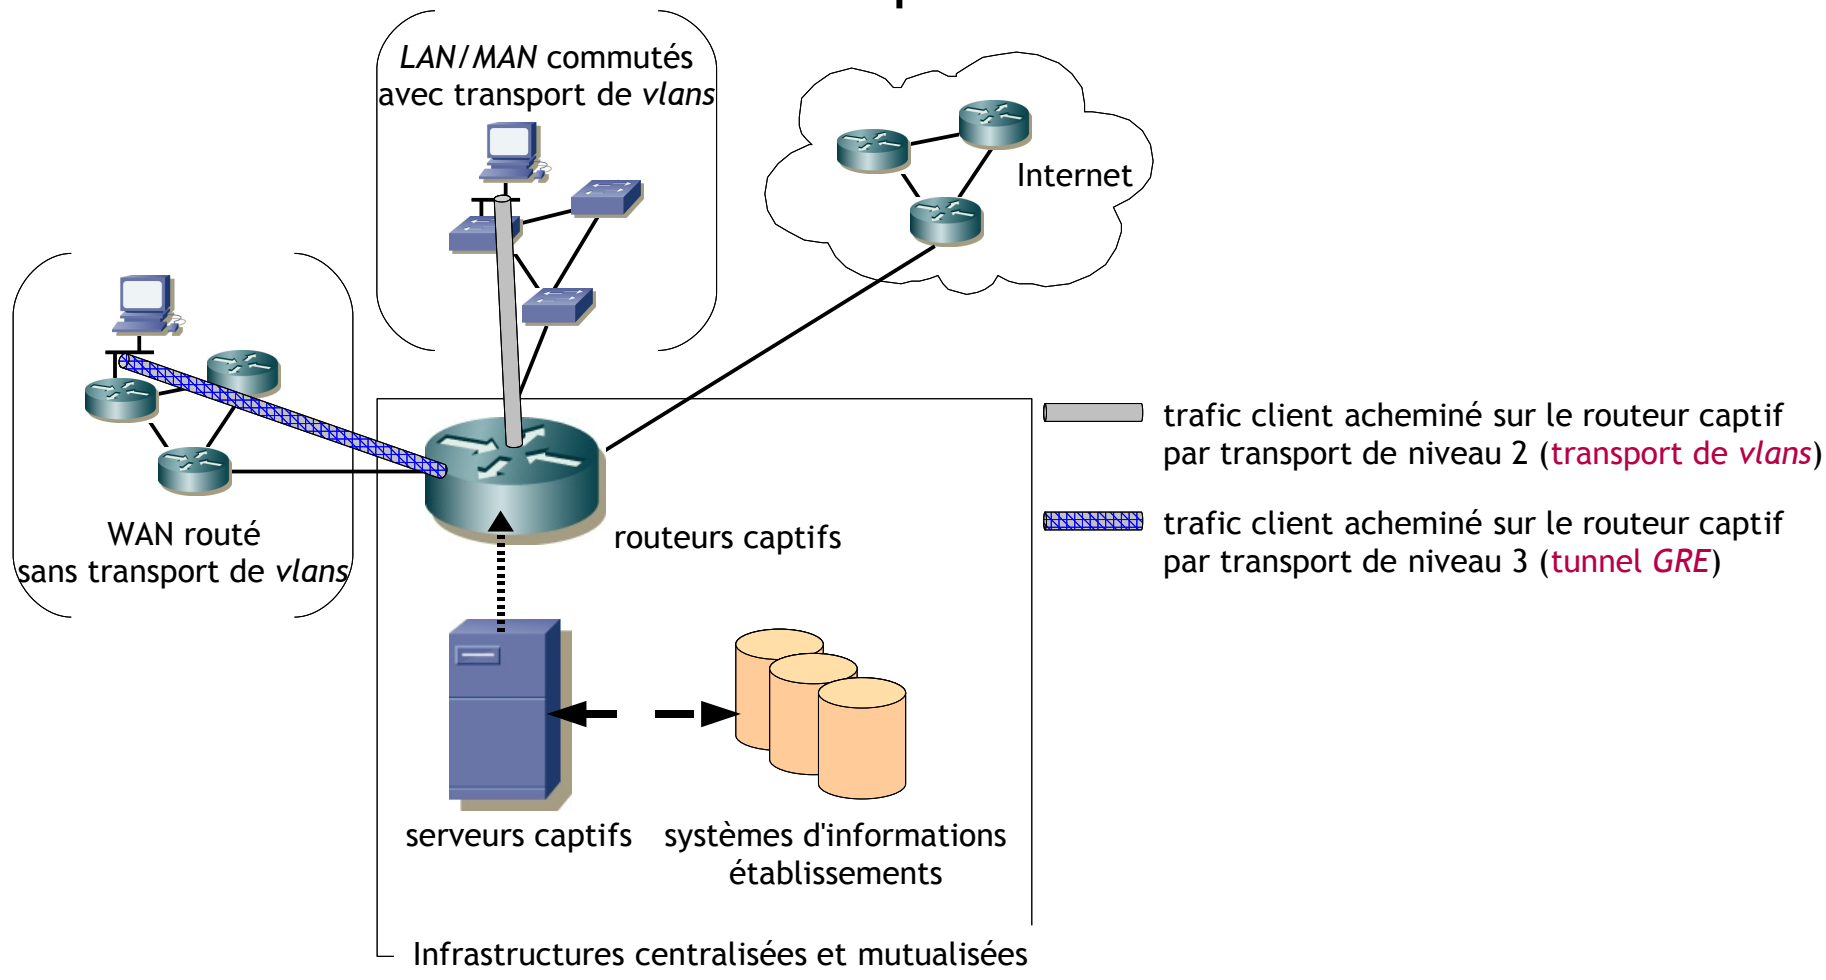 LAN/MAN commutés
avec transport de vlans
Internet
WAN routé
sans transport de vlans
routeurs captifs
trafic client acheminé sur le routeur captif
par transport de niveau 2 (transport de vlans)
trafic client acheminé sur le routeur captif
par transport de niveau 3 (tunnel GRE)
serveurs captifs
systèmes d'informations
établissements
Infrastructures centralisées et mutualisées